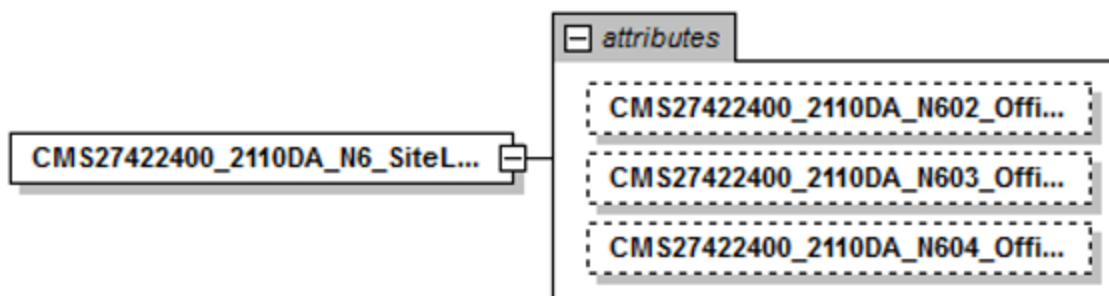 attributes
CMS27422400_2110DA_N602_Offi...
CMS27422400_2110DA_N6_SiteL...
CMS27422400_2110DA_N603_Offi...
CMS27422400_2110DA_N604_Offi...